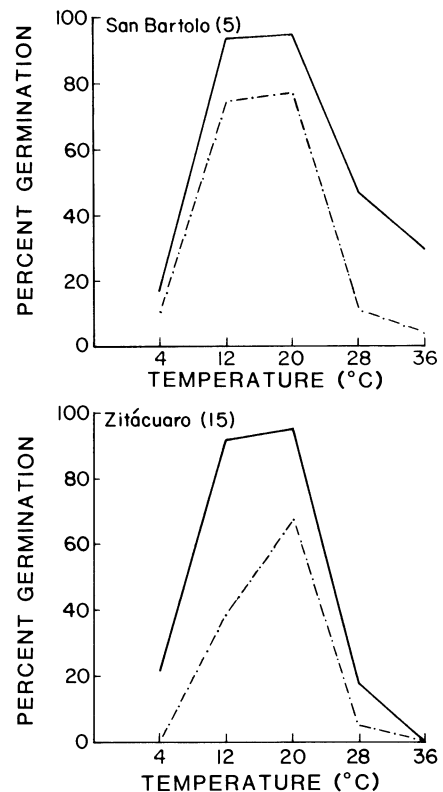 San Bartolo (5)
100
80
60
40
20
0
PERCENT GERMINATION
4 12 20 28 36
TEMPERATURE (°C)
Zitácuaro (15)
100
80
60
40
20
0
PERCENT GERMINATION
4 12 20 28 36
TEMPERATURE (°C)